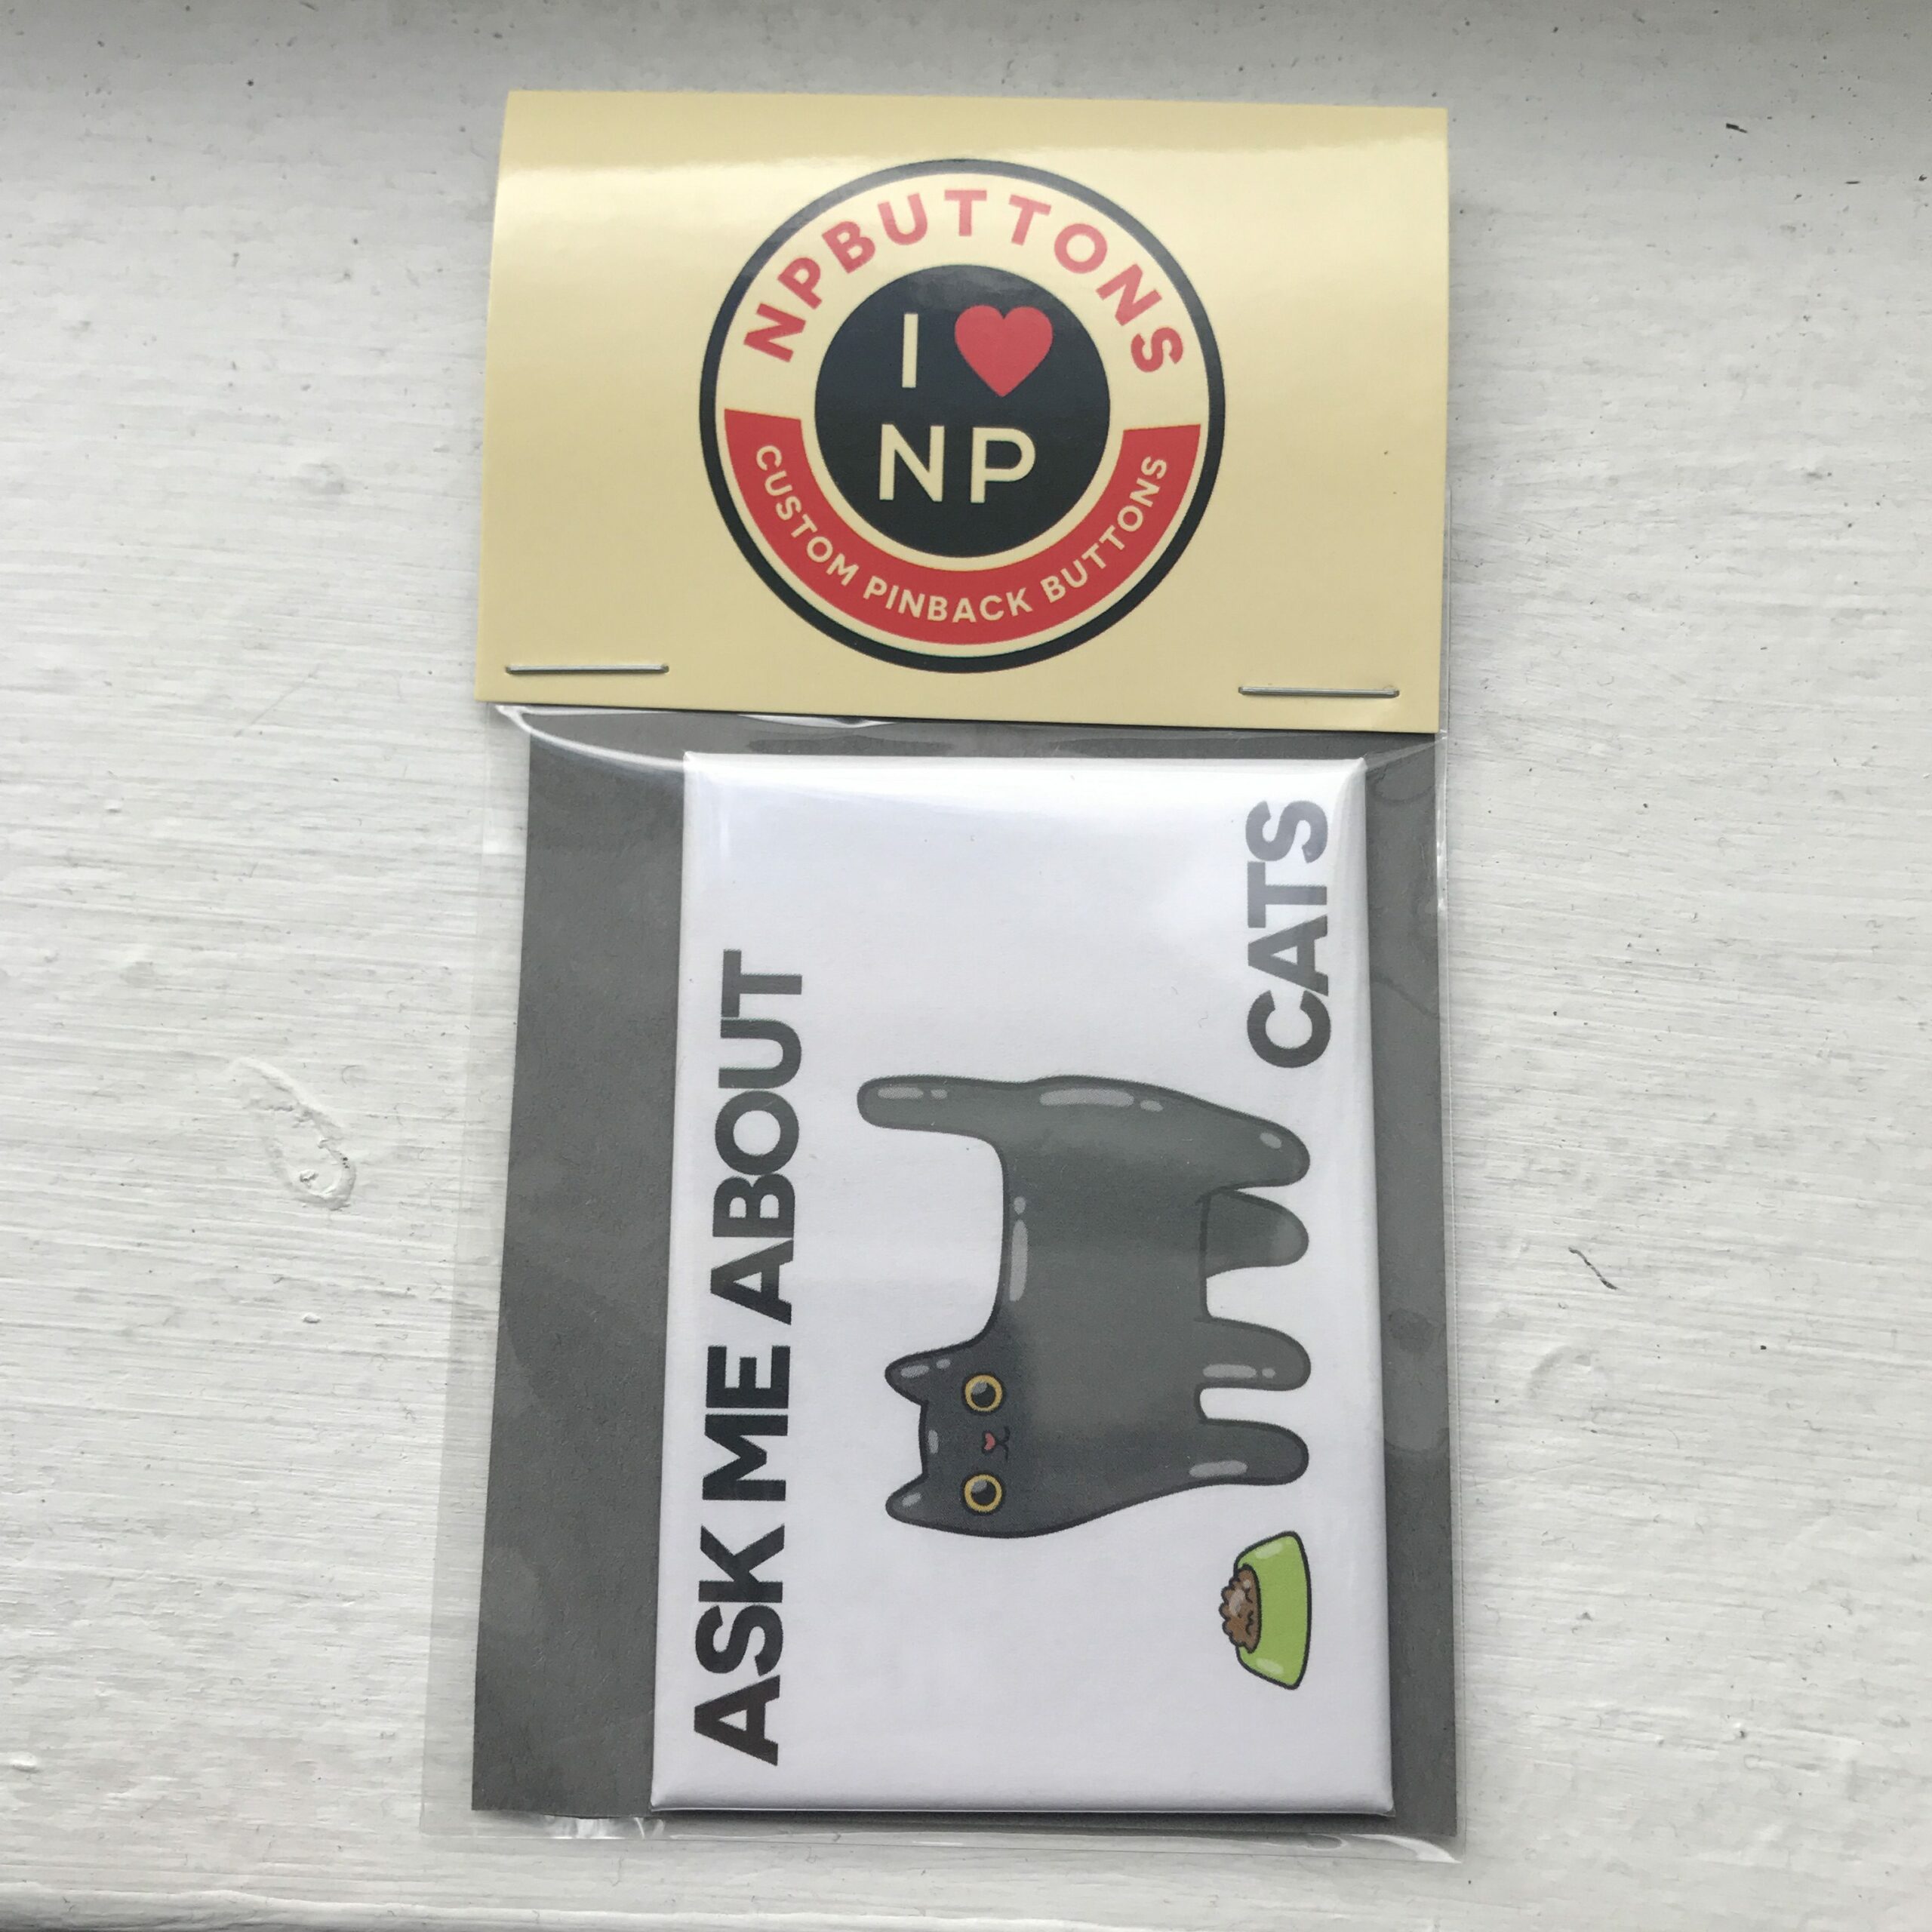 NPBUTTONS
I ♥
NP
CUSTOM PINBACK BUTTONS
ASK ME ABOUT
CATS